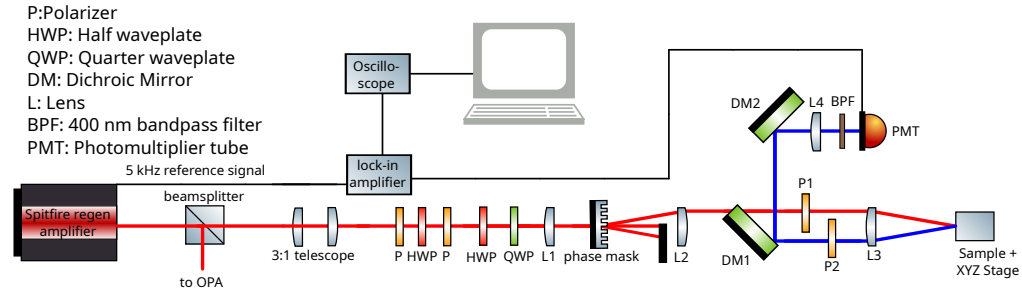 P:Polarizer
HWP: Half waveplate
QWP: Quarter waveplate
DM: Dichroic Mirror
L: Lens
BPF: 400 nm bandpass filter
PMT: Photomultiplier tube
Oscillo-
scope
5 kHz reference signal
lock-in
amplifier
Spitfire regen
amplifier
beamsplitter
to OPA
3:1 telescope
P
HWP
P
HWP
QWP
L1
phase mask
L2
DM1
DM2
L4
BPF
PMT
P1
P2
L3
Sample +
XYZ Stage